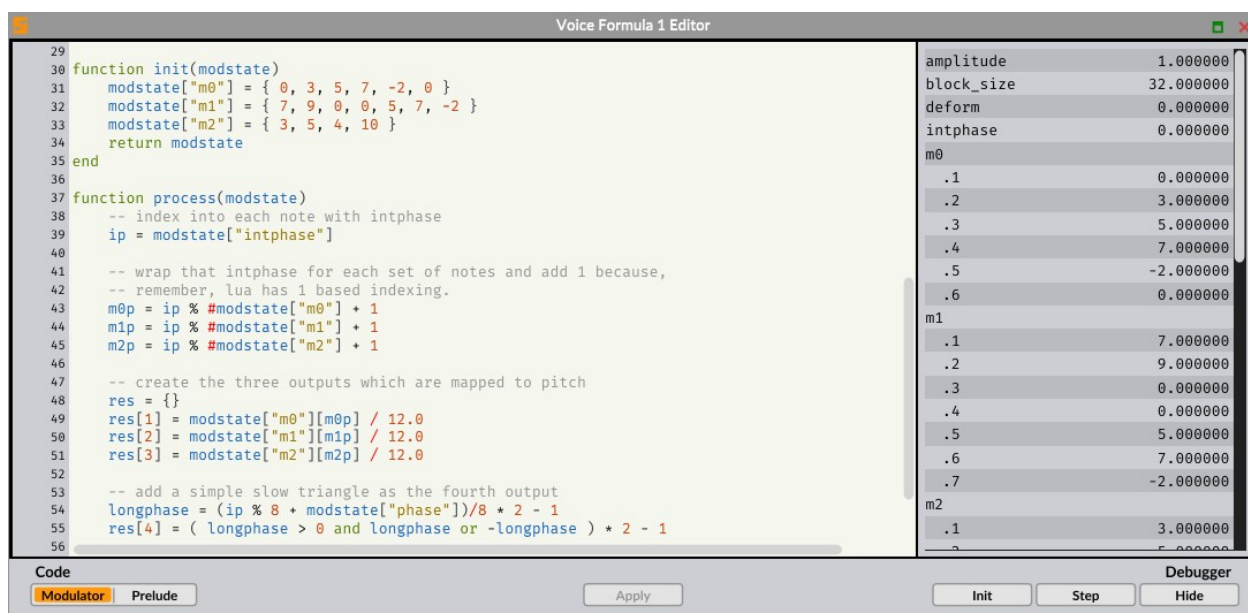 Voice Formula 1 Editor
29
30 function init(modstate)
31     modstate["m0"] = { 0, 3, 5, 7, -2, 0 }
32     modstate["m1"] = { 7, 9, 0, 0, 5, 7, -2 }
33     modstate["m2"] = { 3, 5, 4, 10 }
34     return modstate
35 end
36
37 function process(modstate)
38     -- index into each note with intphase
39     ip = modstate["intphase"]
40
41     -- wrap that intphase for each set of notes and add 1 because,
42     -- remember, lua has 1 based indexing.
43     m0p = ip % #modstate["m0"] + 1
44     m1p = ip % #modstate["m1"] + 1
45     m2p = ip % #modstate["m2"] + 1
46
47     -- create the three outputs which are mapped to pitch
48     res = {}
49     res[1] = modstate["m0"][m0p] / 12.0
50     res[2] = modstate["m1"][m1p] / 12.0
51     res[3] = modstate["m2"][m2p] / 12.0
52
53     -- add a simple slow triangle as the fourth output
54     longphase = (ip % 8 + modstate["phase"])/8 * 2 - 1
55     res[4] = ( longphase > 0 and longphase or -longphase ) * 2 - 1
56
amplitude 1.000000
block_size 32.000000
deform 0.000000
intphase 0.000000
m0
.1 0.000000
.2 3.000000
.3 5.000000
.4 7.000000
.5 -2.000000
.6 0.000000
m1
.1 7.000000
.2 9.000000
.3 0.000000
.4 0.000000
.5 5.000000
.6 7.000000
.7 -2.000000
m2
.1 3.000000
Code
Modulator Prelude
Apply
Debugger
Init Step Hide